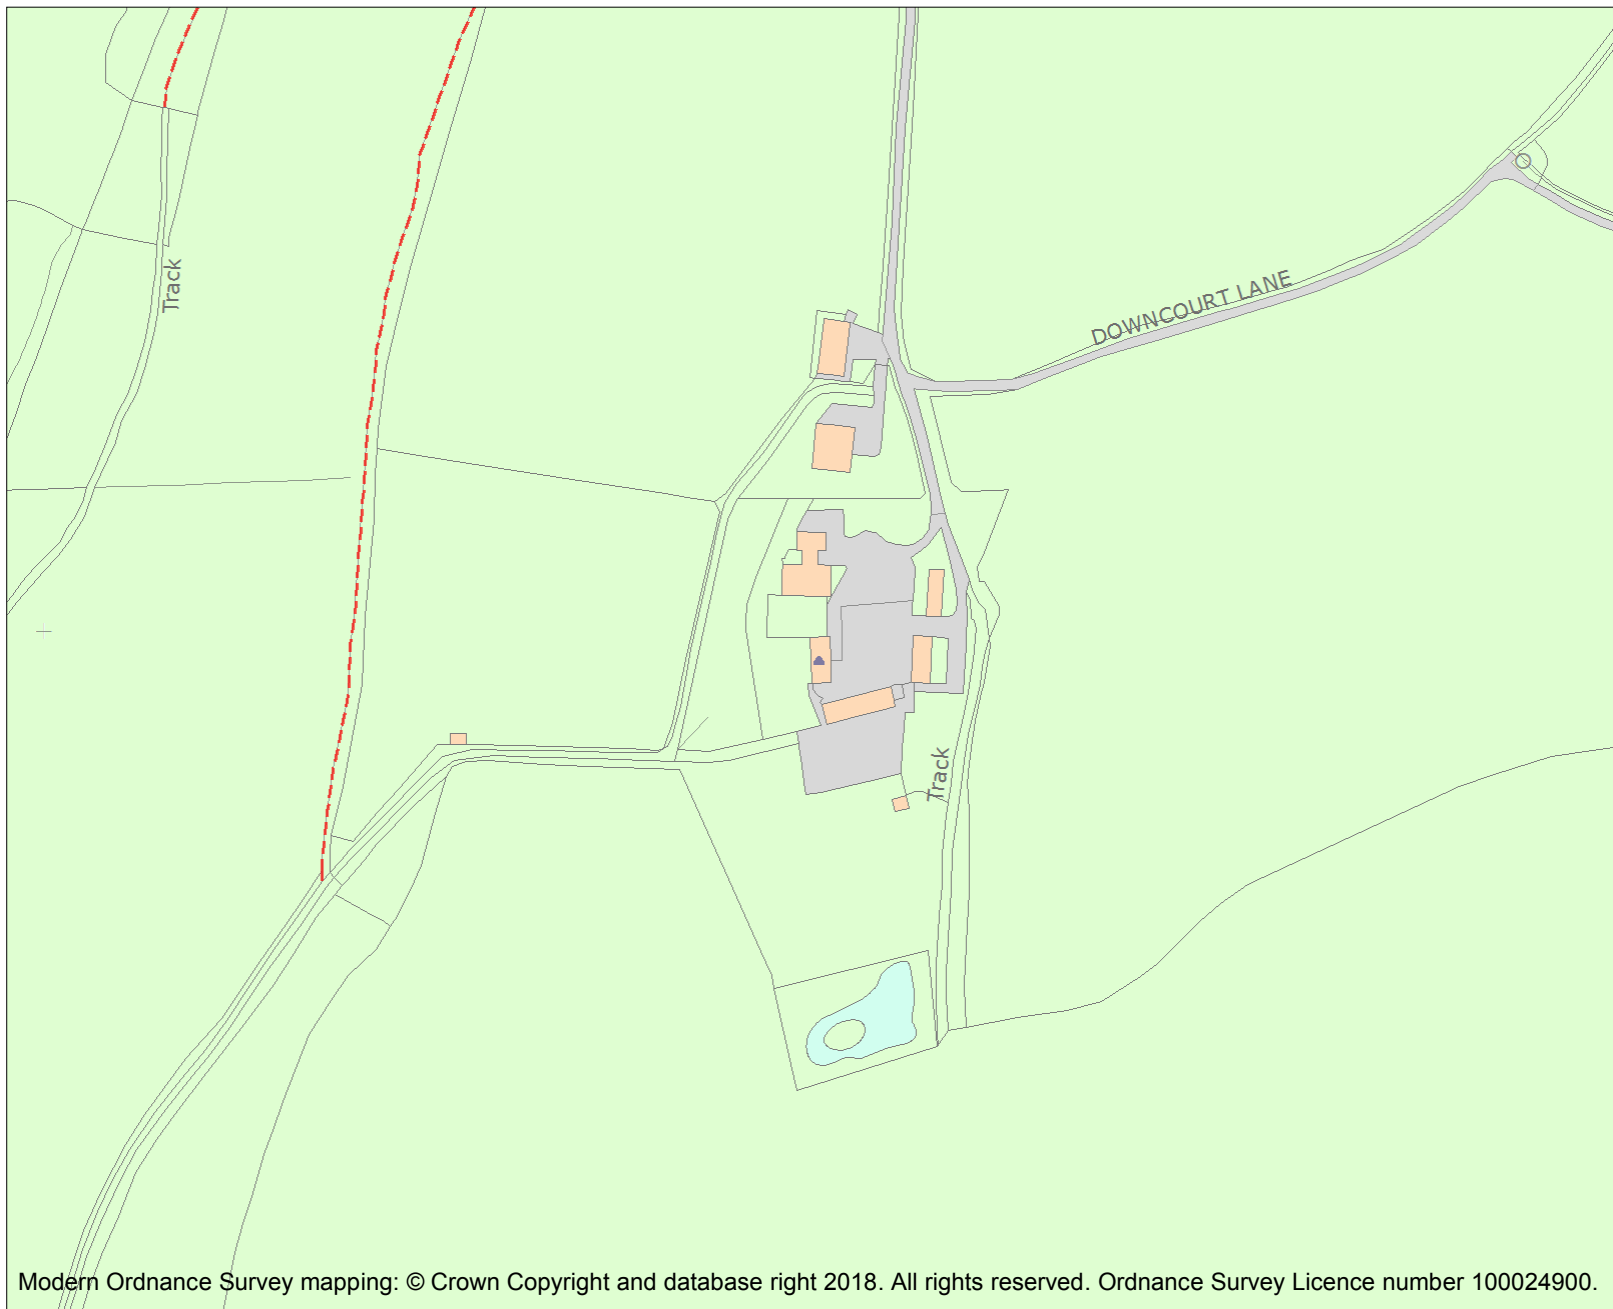 Track
DOWNCOURT LANE
Track
Modern Ordnance Survey mapping: © Crown Copyright and database right 2018. All rights reserved. Ordnance Survey Licence number 100024900.